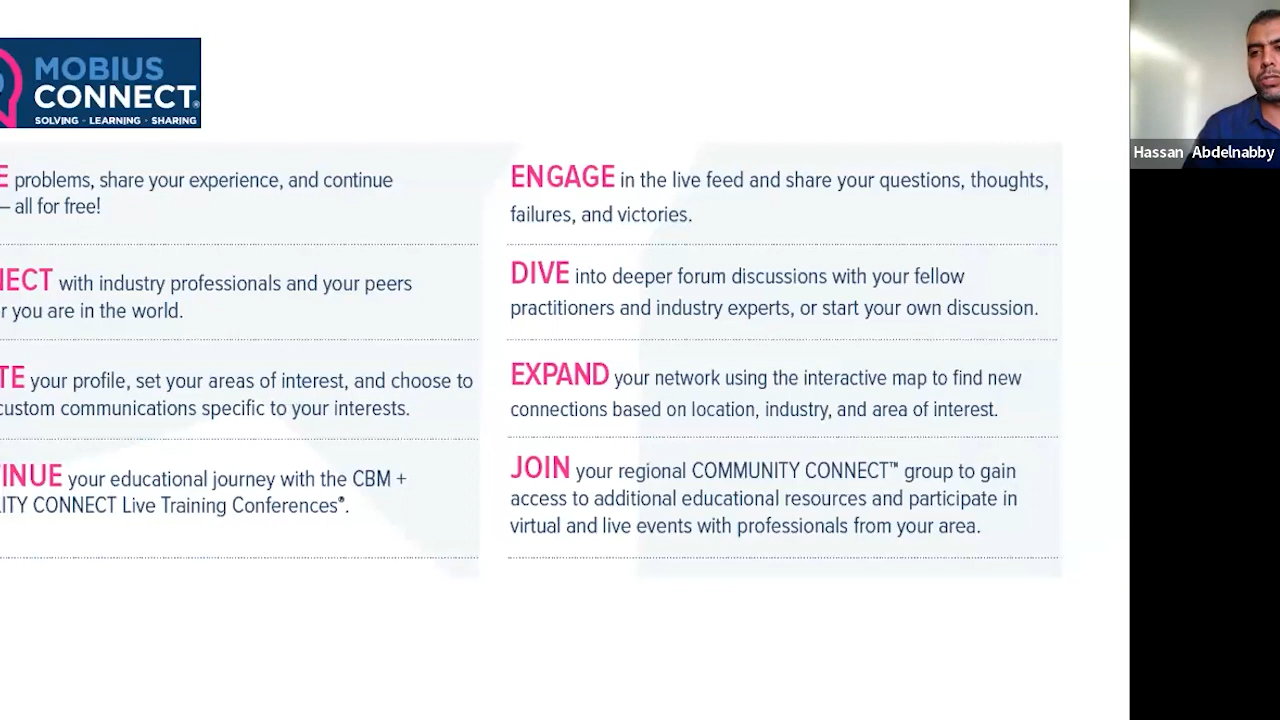 MOBIUS
CONNECT®
SOLVING · LEARNING · SHARING
E problems, share your experience, and continue
– all for free!
NECT with industry professionals and your peers
r you are in the world.
TE your profile, set your areas of interest, and choose to
custom communications specific to your interests.
INUE your educational journey with the CBM +
LITY CONNECT Live Training Conferences®.
ENGAGE in the live feed and share your questions, thoughts,
failures, and victories.
DIVE into deeper forum discussions with your fellow
practitioners and industry experts, or start your own discussion.
EXPAND your network using the interactive map to find new
connections based on location, industry, and area of interest.
JOIN your regional COMMUNITY CONNECT™ group to gain
access to additional educational resources and participate in
virtual and live events with professionals from your area.
Hassan Abdelnabby